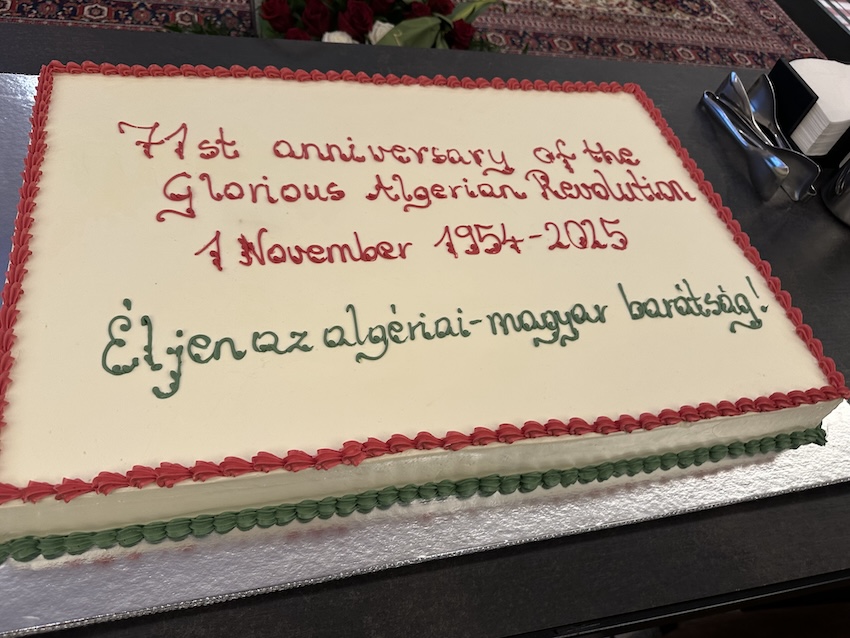 71st anniversary of the
Glorious Algerian Revolution
1 November 1954-2025
Éljen az algériai-magyar barátság!